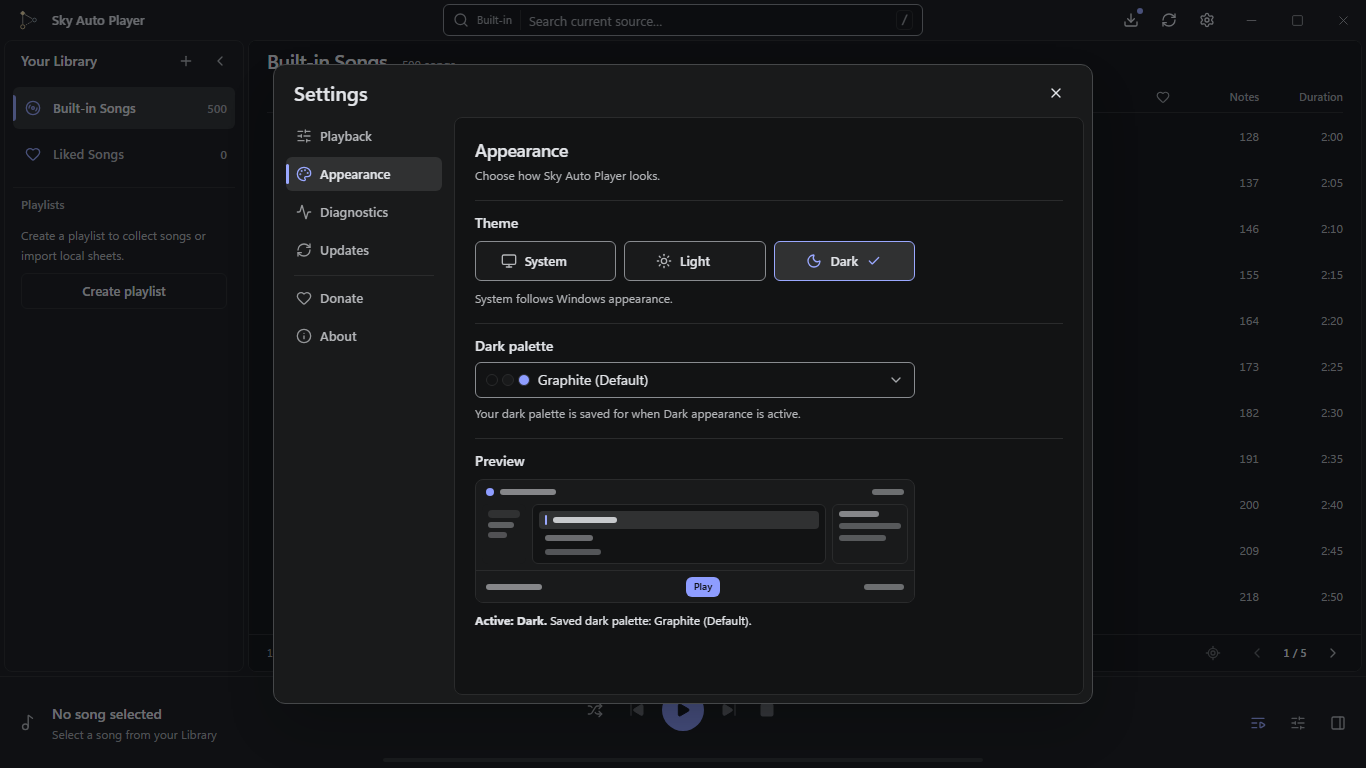 Sky Auto Player
Built-in Search current source... /
Your Library
Built-in Songs 500
Liked Songs 0
Playlists
Create a playlist to collect songs or
import local sheets.
Create playlist
Built-in Songs 500 songs
Notes Duration
128 2:00
137 2:05
146 2:10
155 2:15
164 2:20
173 2:25
182 2:30
191 2:35
200 2:40
209 2:45
218 2:50
1 / 5
Settings
Playback
Appearance
Diagnostics
Updates
Donate
About
Appearance
Choose how Sky Auto Player looks.
Theme
System Light Dark
System follows Windows appearance.
Dark palette
Graphite (Default)
Your dark palette is saved for when Dark appearance is active.
Preview
Play
Active: Dark. Saved dark palette: Graphite (Default).
No song selected
Select a song from your Library